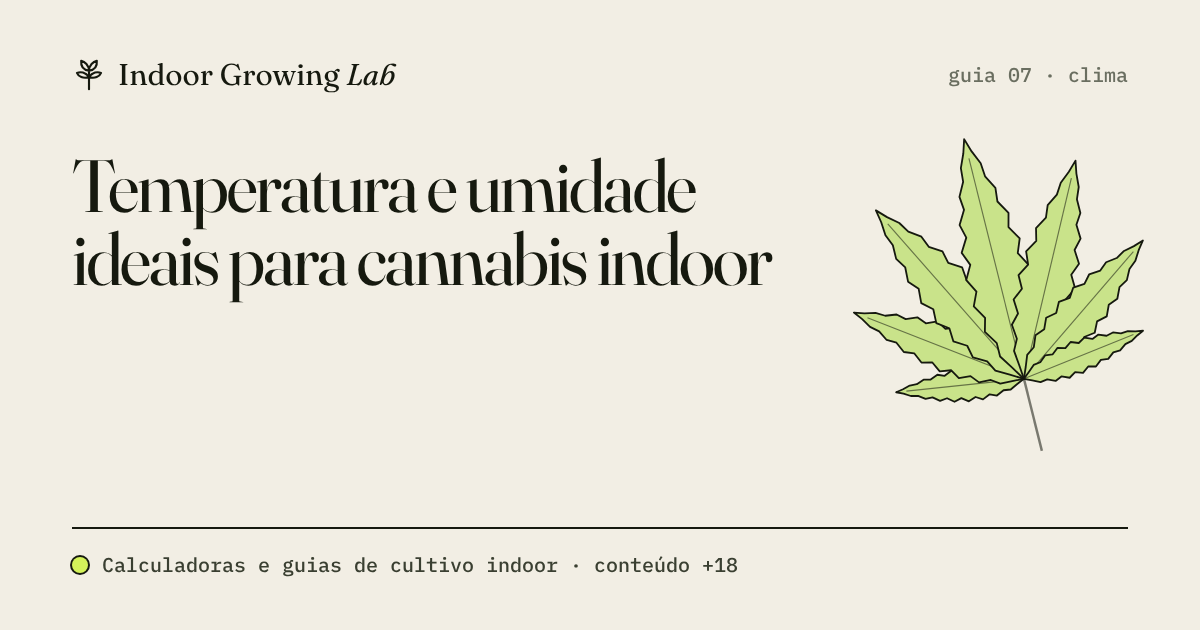 Indoor Growing Lab
guia 07 · clima
Temperatura e umidade
ideais para cannabis indoor
Calculadoras e guias de cultivo indoor · conteúdo +18